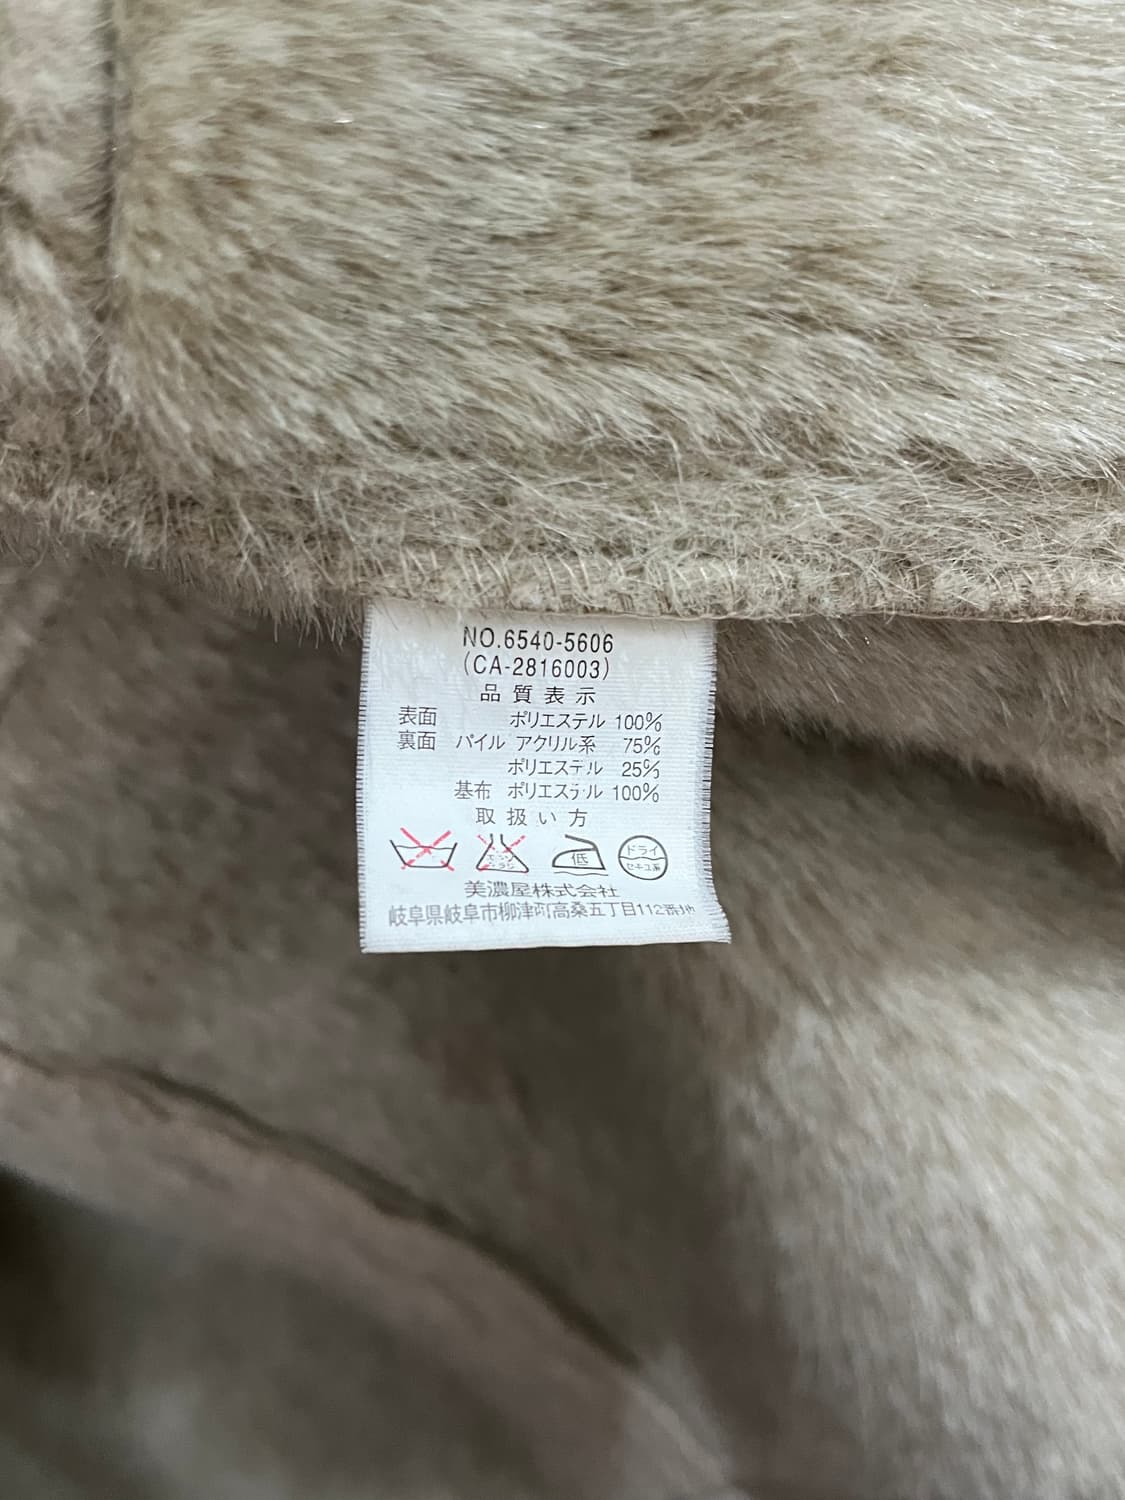 NO.6540-5606
(CA-2816003)
品質表示
表面 ポリエステル 100%
裏面 パイル アクリル系 75%
ポリエステル 25%
基布 ポリエステル 100%
取扱い方
低 ドライ セキユ系
美濃屋株式会社
岐阜県岐阜市柳津町高桑五丁目112番地